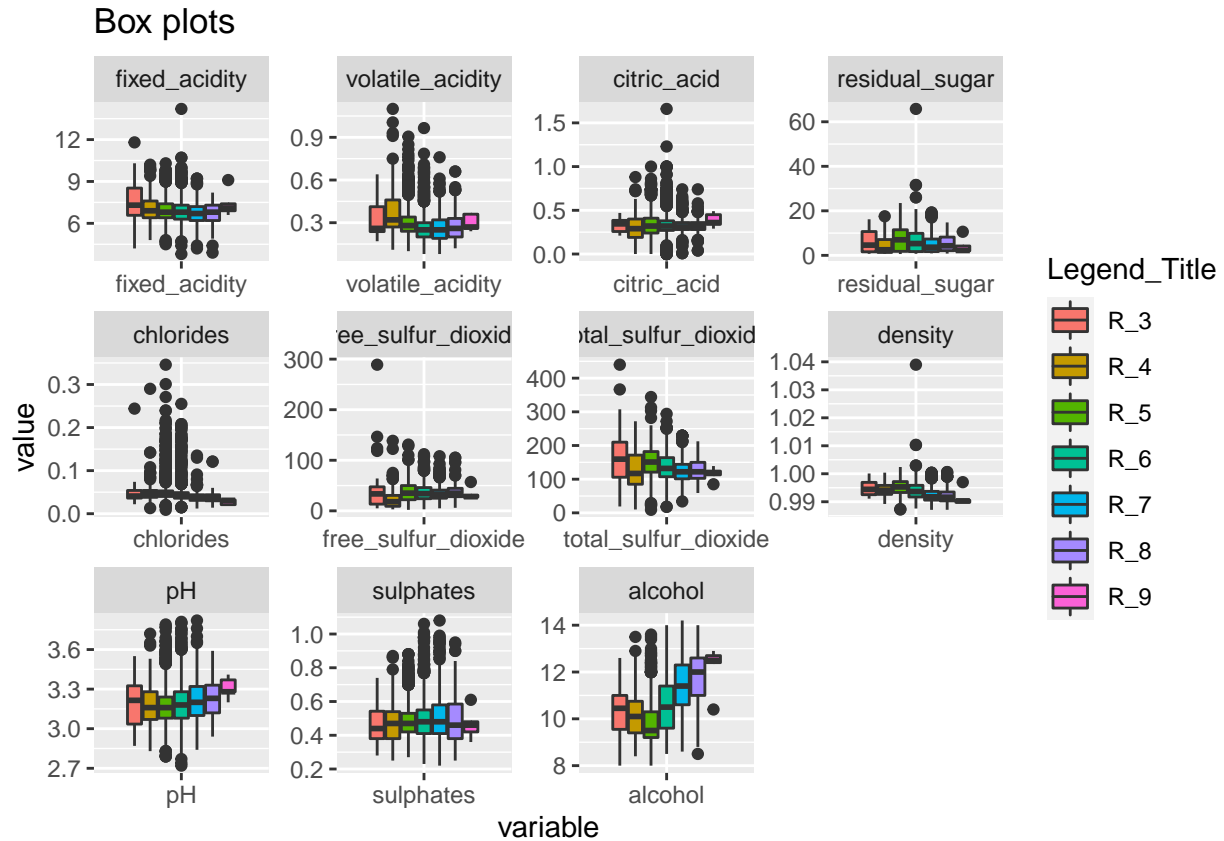 Box plots
fixed_acidity volatile_acidity citric_acid residual_sugar
12
9
6
0.9
0.6
0.3
1.5
1.0
0.5
0.0
60
40
20
0
fixed_acidity volatile_acidity citric_acid residual_sugar
chlorides ree_sulfur_dioxid otal_sulfur_dioxid density
0.3
0.2
0.1
0.0
300
200
100
0
400
300
200
100
0
1.04
1.03
1.02
1.01
1.00
0.99
chlorides free_sulfur_dioxide total_sulfur_dioxide density
pH sulphates alcohol
3.6
3.3
3.0
2.7
1.0
0.8
0.6
0.4
0.2
14
12
10
8
pH sulphates alcohol
value
variable
Legend_Title
R_3
R_4
R_5
R_6
R_7
R_8
R_9